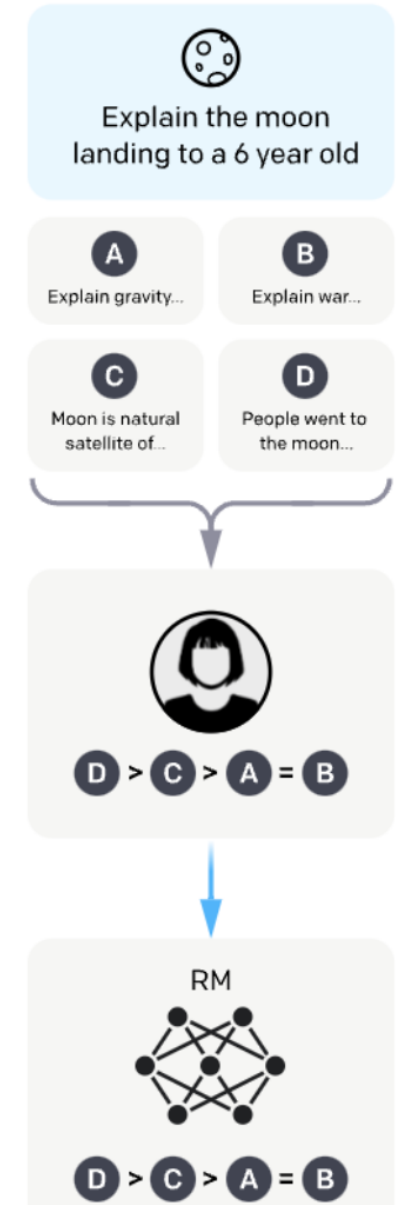 Explain the moon
landing to a 6 year old
A
B
Explain gravity...
Explain war...
C
D
Moon is natural
satellite of...
People went to
the moon...
D > C > A = B
RM
D > C > A = B